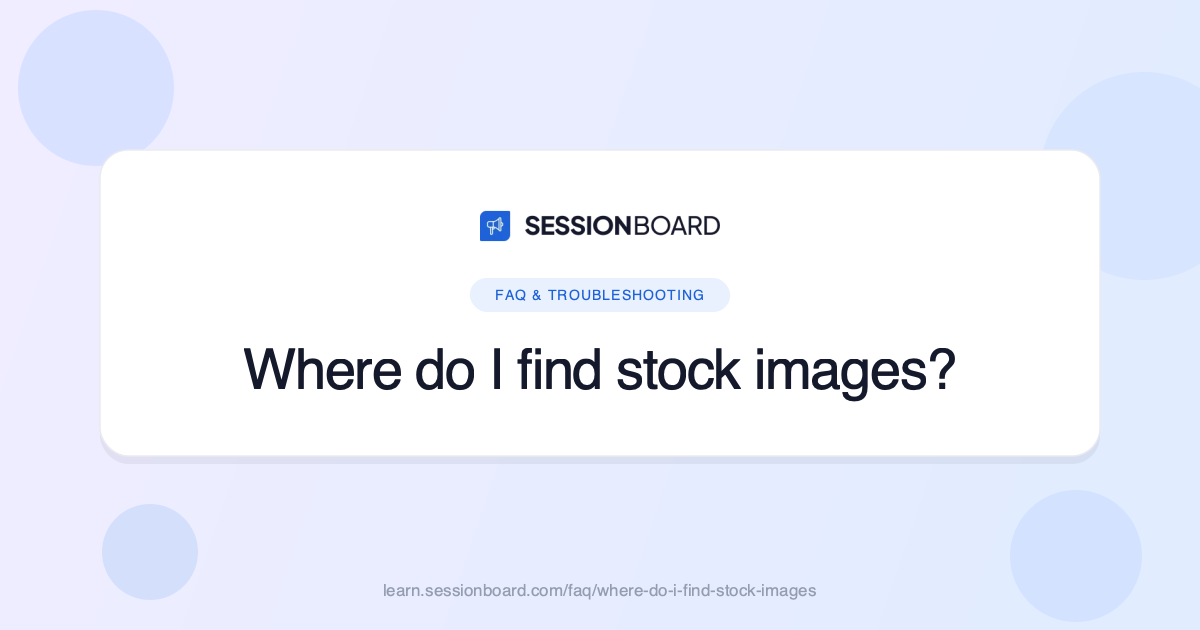 SESSIONBOARD
FAQ & TROUBLESHOOTING
Where do I find stock images?
learn.sessionboard.com/faq/where-do-i-find-stock-images